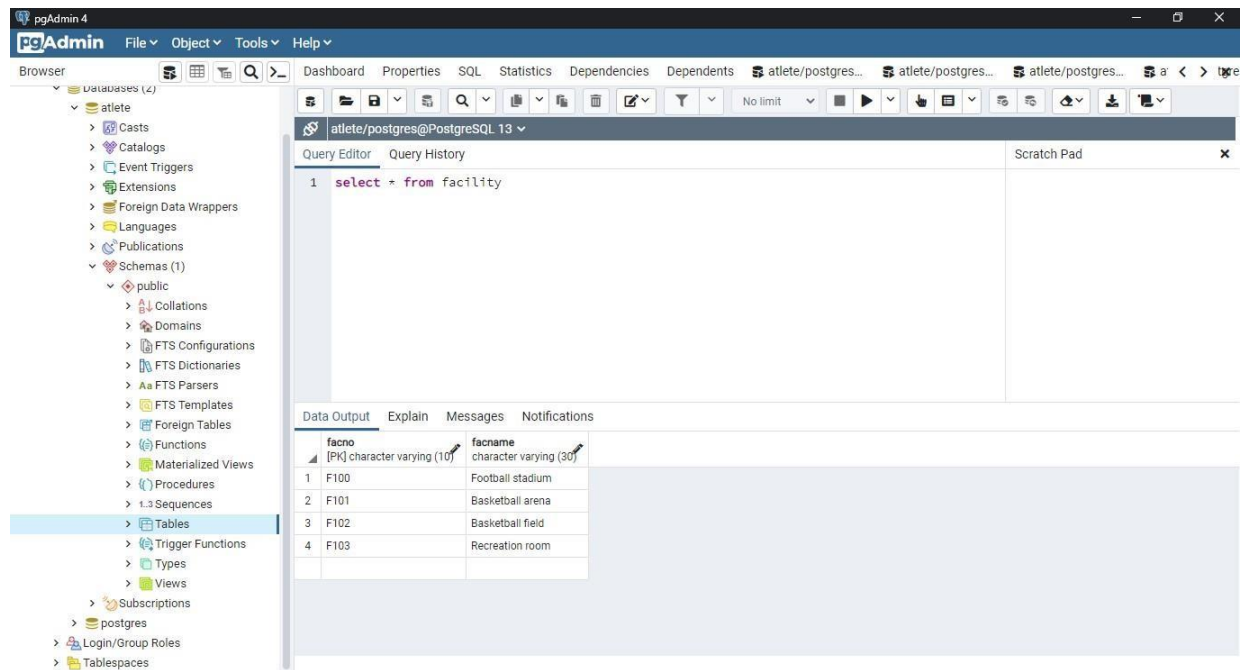 pgAdmin 4
pgAdmin File Object Tools Help
Browser
Dashboard Properties SQL Statistics Dependencies Dependents atlete/postgres... atlete/postgres... atlete/postgres...
No limit
atlete/postgres@PostgreSQL 13
Query Editor Query History
Scratch Pad
1 select * from facility
Databases (2)
atlete
Casts
Catalogs
Event Triggers
Extensions
Foreign Data Wrappers
Languages
Publications
Schemas (1)
public
Collations
Domains
FTS Configurations
FTS Dictionaries
Aa FTS Parsers
FTS Templates
Foreign Tables
Functions
Materialized Views
Procedures
1..3 Sequences
Tables
Trigger Functions
Types
Views
Subscriptions
postgres
Login/Group Roles
Tablespaces
Data Output Explain Messages Notifications
facno facname
[PK] character varying (10) character varying (30)
1 F100 Football stadium
2 F101 Basketball arena
3 F102 Basketball field
4 F103 Recreation room